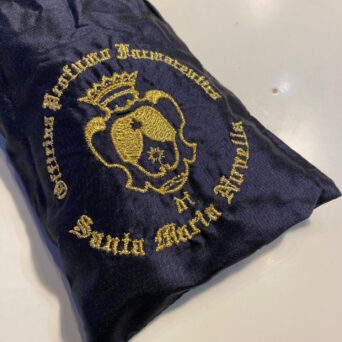 Officina Profumo Farmaceutica
di
Santa Maria Novella